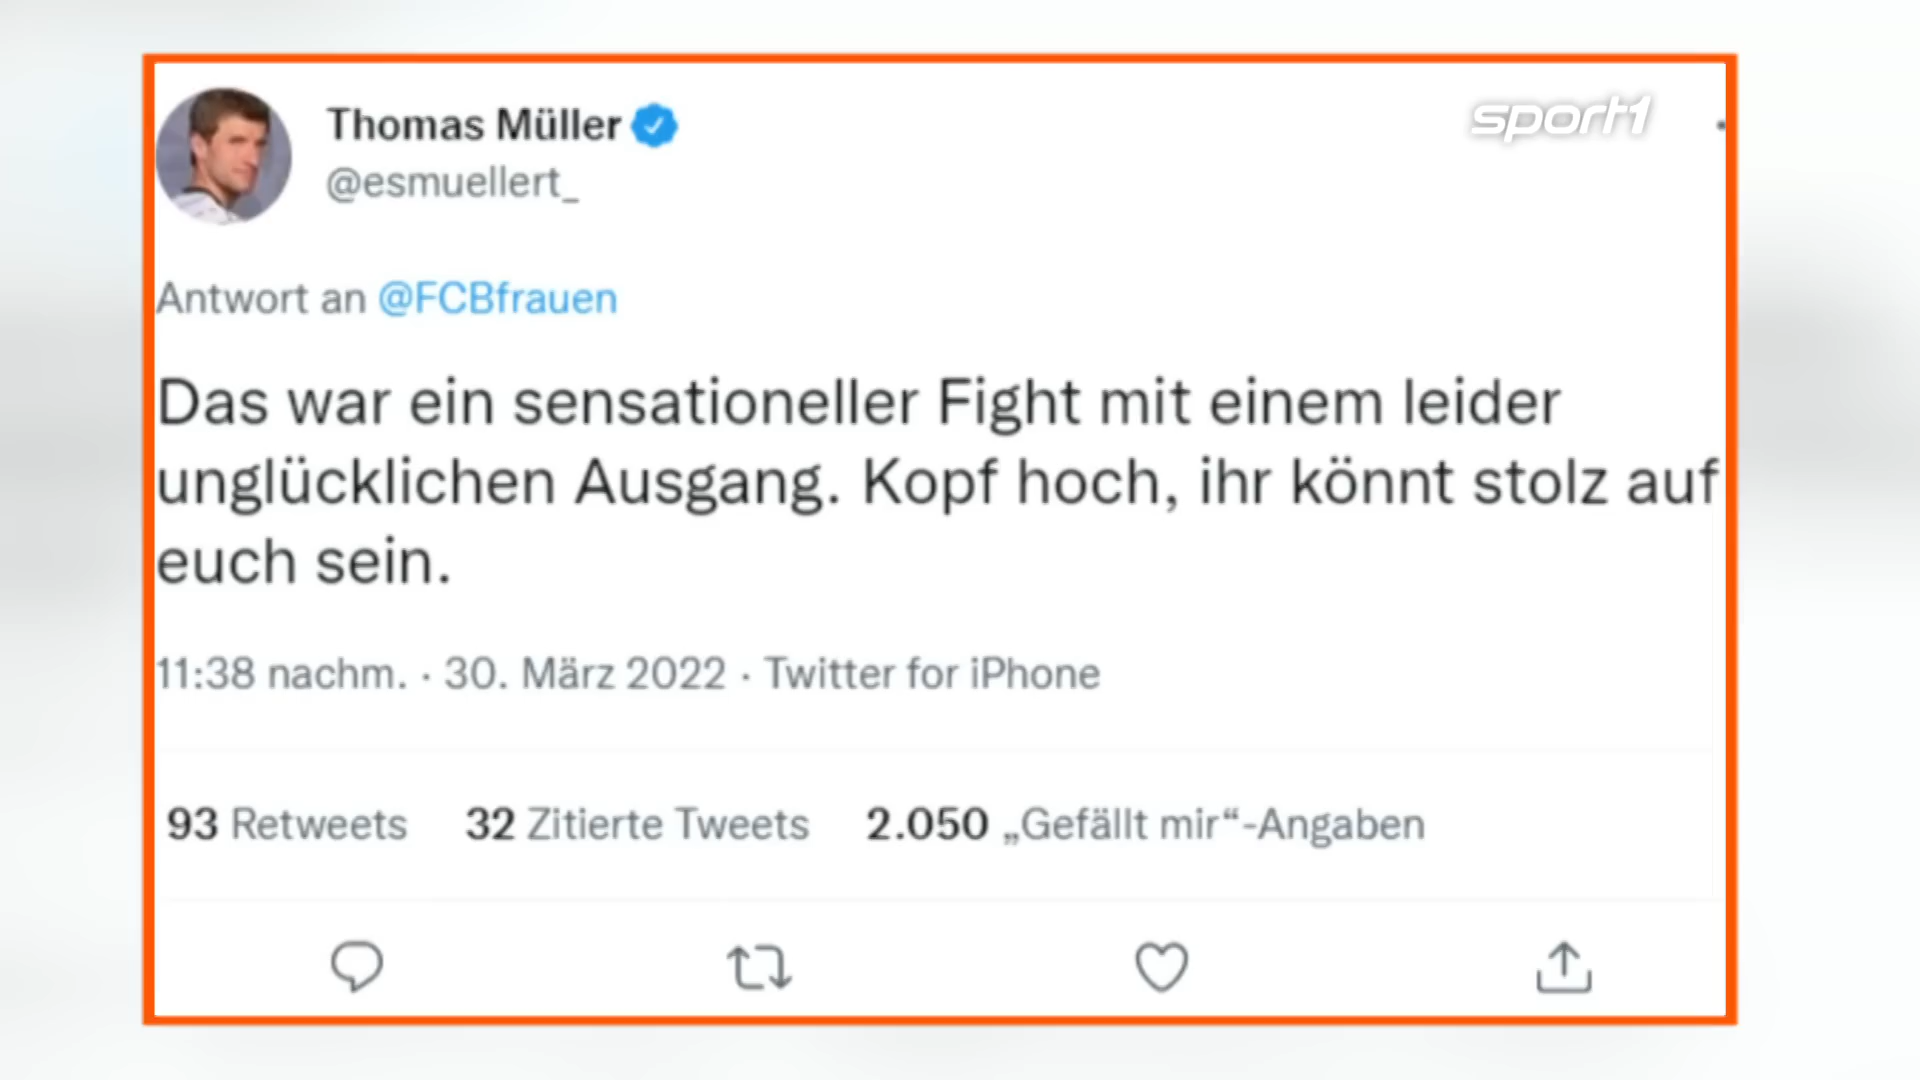 Thomas Müller
sport1
@esmuellert_
Antwort an @FCBfrauen
Das war ein sensationeller Fight mit einem leider
unglücklichen Ausgang. Kopf hoch, ihr könnt stolz auf
euch sein.
11:38 nachm. · 30. März 2022 · Twitter for iPhone
93 Retweets 32 Zitierte Tweets 2.050 „Gefällt mir“-Angaben